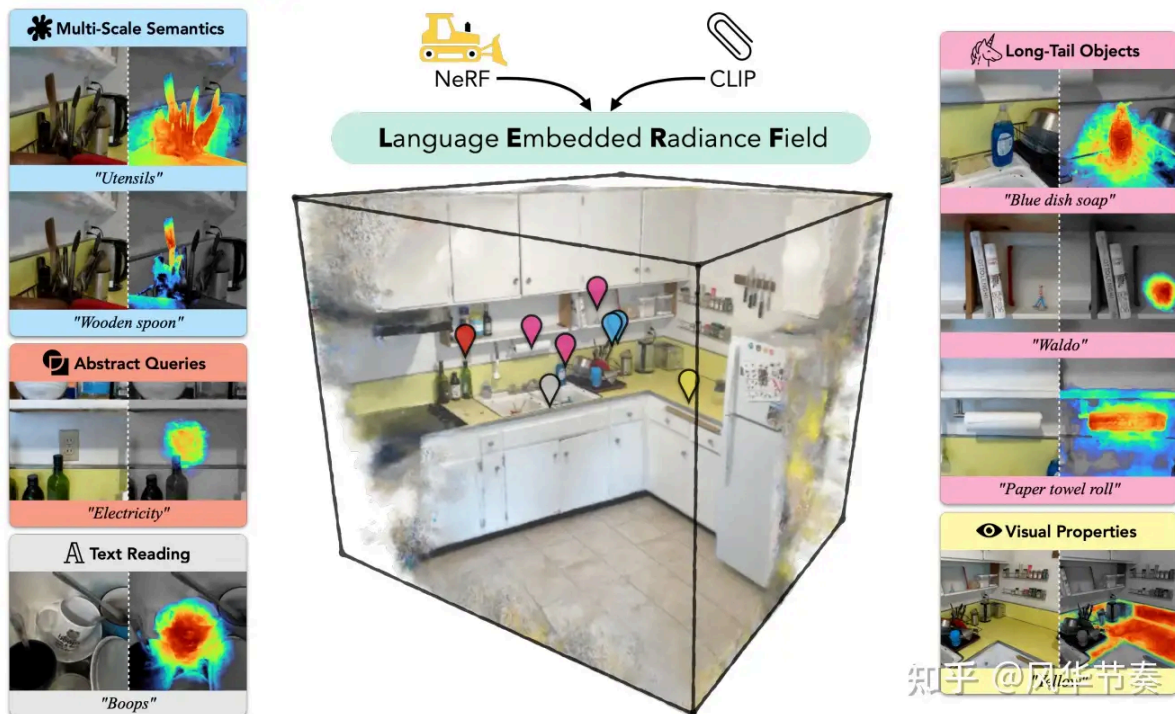 Multi-Scale Semantics
"Utensils"
"Wooden spoon"
Abstract Queries
"Electricity"
Text Reading
"Boops"
NeRF
CLIP
Language Embedded Radiance Field
Long-Tail Objects
"Blue dish soap"
"Waldo"
"Paper towel roll"
Visual Properties
"Yellow"
知乎 @风华节奏